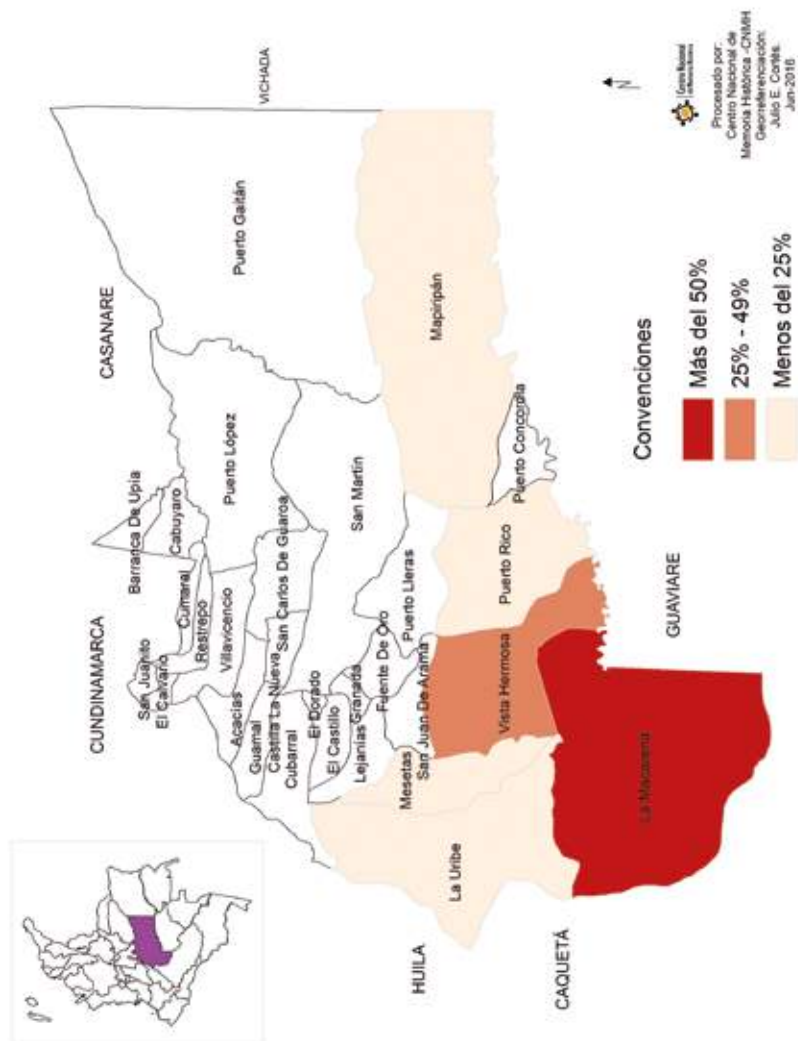 CUNDINAMARCA
CASANARE
VICHADA
HUILA
CAQUETÁ
GUAVIARE
San Juanito
El Calvario
Barranca De Upia
Cabuyaro
Cumaral
Restrepo
Villavicencio
Acacias
Guamal
Castilla La Nueva
San Carlos De Guaroa
Cubarral
El Dorado
El Castillo
Lejanías
Granada
Fuente De Oro
Puerto López
Puerto Gaitán
San Martín
Puerto Lleras
San Juan De Arama
Mesetas
La Uribe
Vista Hermosa
Puerto Rico
Puerto Concordia
Mapiripán
La Macarena
Convenciones
Más del 50%
25% - 49%
Menos del 25%
N
Centro Nacional
Procesado por:
Centro Nacional de
Memoria Histórica -CNMH
Georreferenciación:
Julio E. Cortés.
Jun-2016